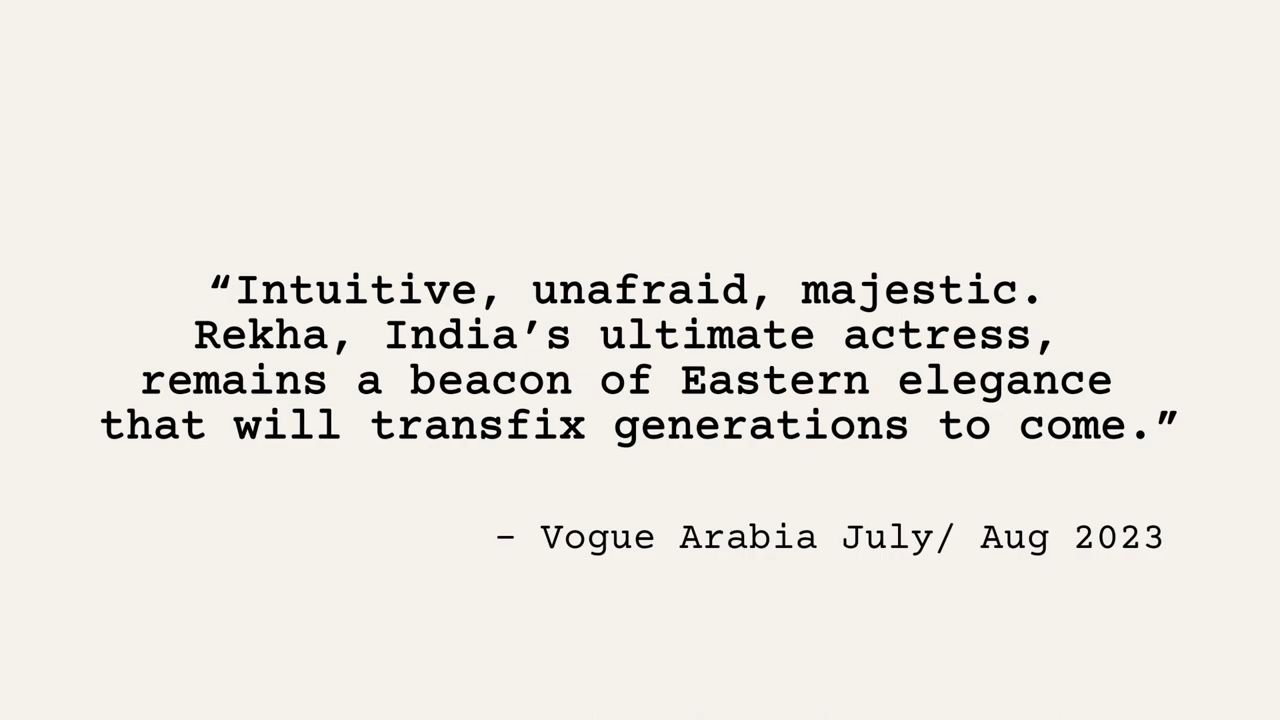 “Intuitive, unafraid, majestic.
Rekha, India’s ultimate actress,
remains a beacon of Eastern elegance
that will transfix generations to come.”
– Vogue Arabia July/ Aug 2023